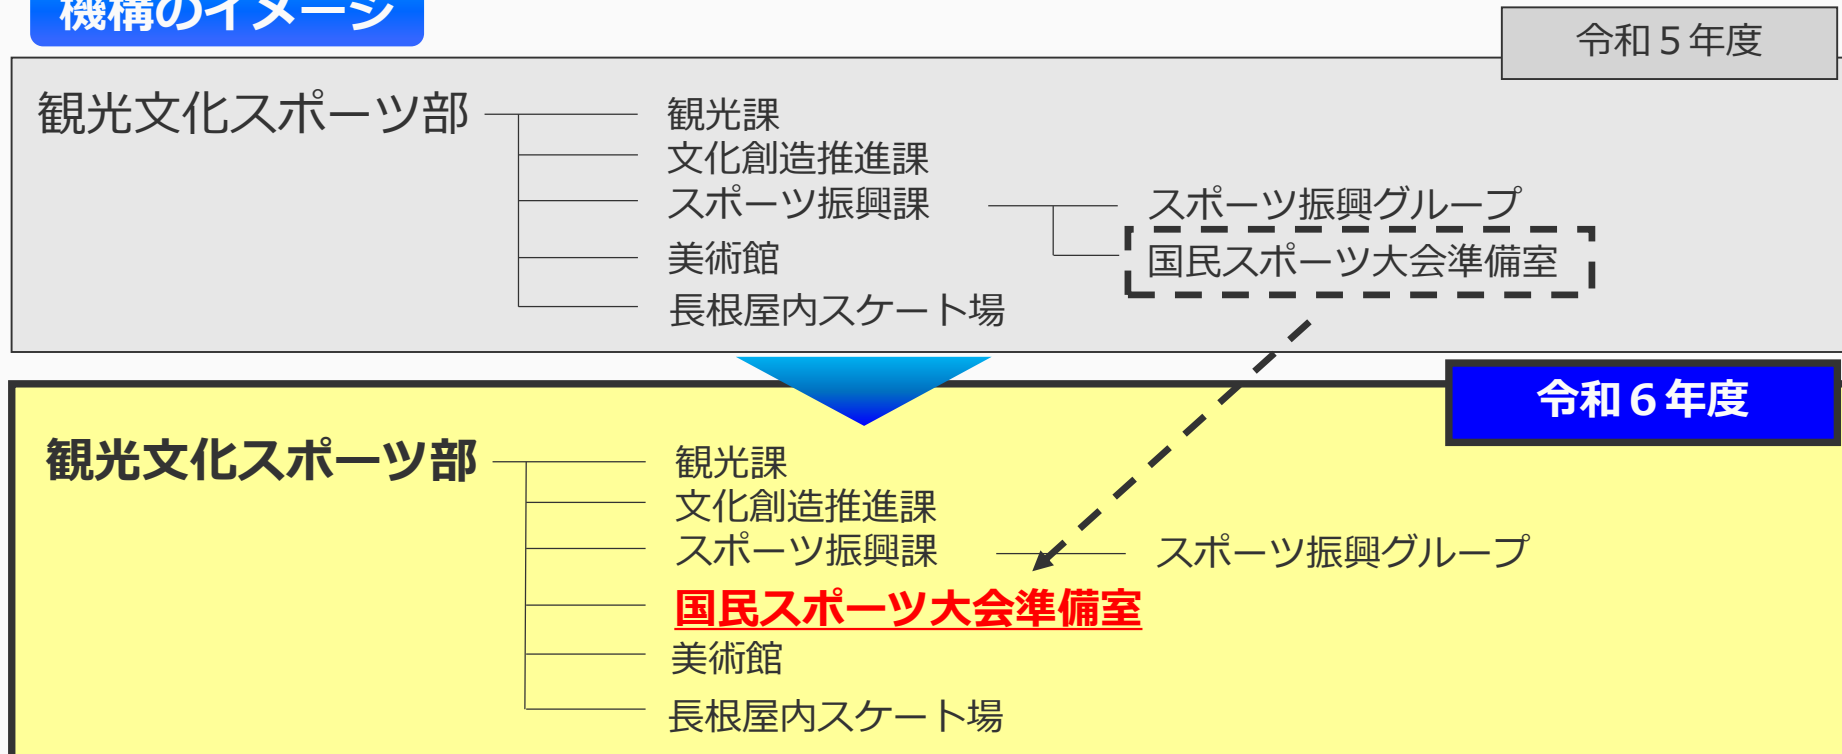 機構のイメージ
令和５年度
観光文化スポーツ部
観光課
文化創造推進課
スポーツ振興課
スポーツ振興グループ
国民スポーツ大会準備室
美術館
長根屋内スケート場
令和６年度
観光文化スポーツ部
観光課
文化創造推進課
スポーツ振興課
スポーツ振興グループ
国民スポーツ大会準備室
美術館
長根屋内スケート場